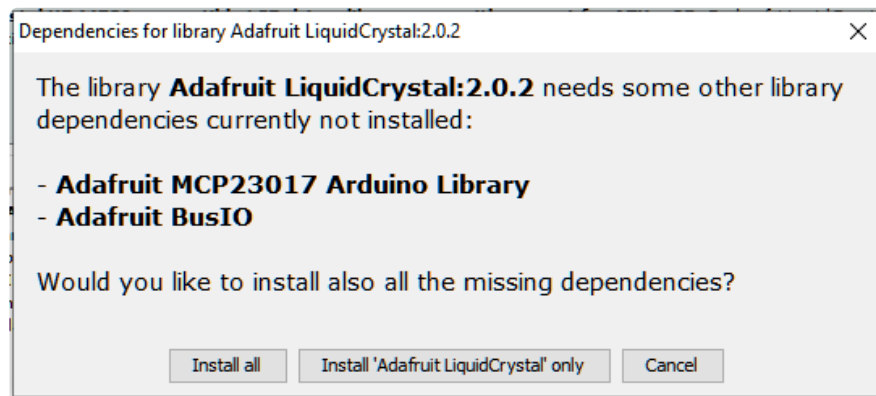 Dependencies for library Adafruit LiquidCrystal:2.0.2
The library Adafruit LiquidCrystal:2.0.2 needs some other library
dependencies currently not installed:
- Adafruit MCP23017 Arduino Library
- Adafruit BusIO
Would you like to install also all the missing dependencies?
Install all
Install 'Adafruit LiquidCrystal' only
Cancel